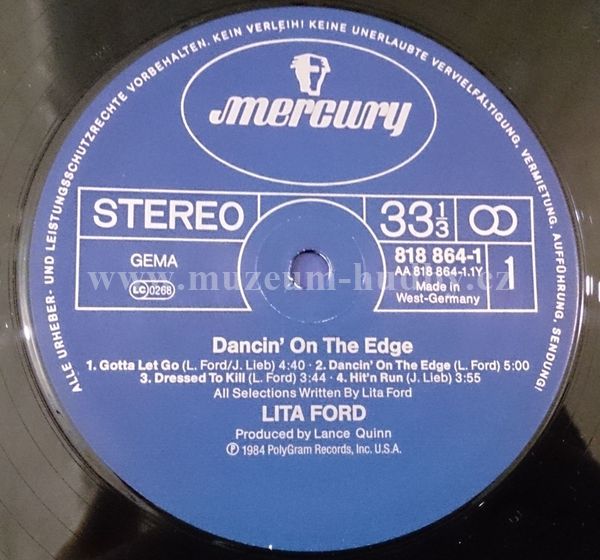 ALLE URHEBER- UND LEISTUNGSSCHUTZRECHTE VORBEHALTEN. KEIN VERLEIH! KEINE UNERLAUBTE VERVIELFÄLTIGUNG, VERMIETUNG, AUFFÜHRUNG, SENDUNG!
mercury
STEREO 33 1/3
GEMA 818 864-1 1
AA 818 864-1.1Y
LC 0268 Made in
West-Germany
www.muzeum-hudby.cz
Dancin' On The Edge
1. Gotta Let Go (L. Ford/J. Lieb) 4:40 · 2. Dancin' On The Edge (L. Ford) 5:00
3. Dressed To Kill (L. Ford) 3:44 · 4. Hit'n Run (J. Lieb) 3:55
All Selections Written By Lita Ford
LITA FORD
Produced by Lance Quinn
Ⓟ 1984 PolyGram Records, Inc. U.S.A.